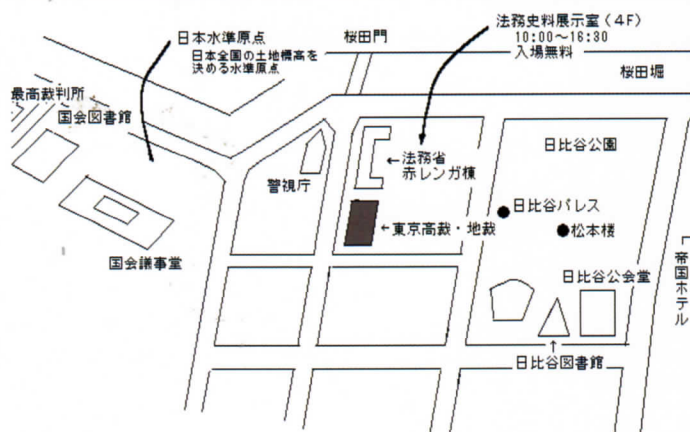 法務史料展示室（4F）
10:00〜16:30
入場無料
日本水準原点
日本全国の土地標高を
決める水準原点
桜田門
桜田堀
最高裁判所
国会図書館
日比谷公園
←法務省
赤レンガ棟
警視庁
●日比谷パレス
←東京高裁・地裁
●松本楼
国会議事堂
帝国ホテル
日比谷公会堂
↑
日比谷図書館